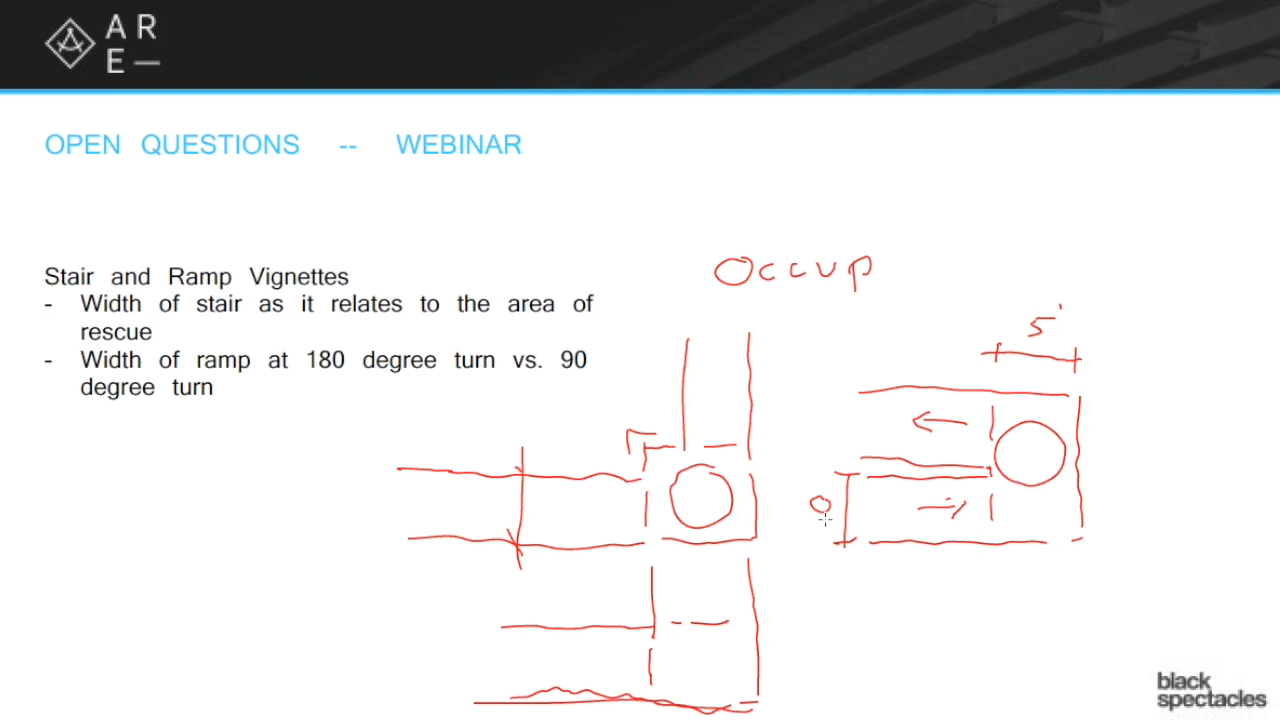 A R
E —
OPEN QUESTIONS -- WEBINAR
Stair and Ramp Vignettes
- Width of stair as it relates to the area of
rescue
- Width of ramp at 180 degree turn vs. 90
degree turn
Occup
5'
O
black
spectacles